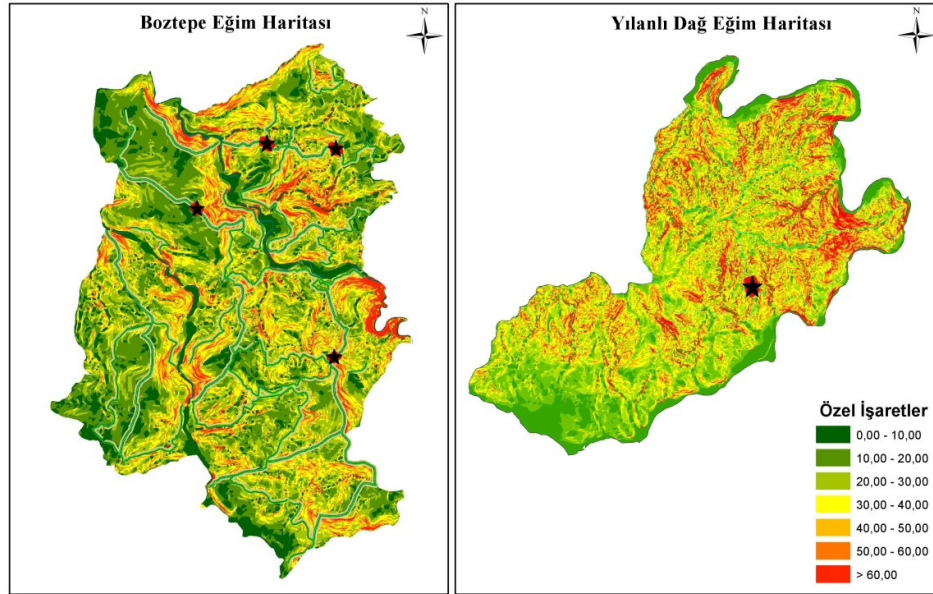 Boztepe Eğim Haritası
N
Yılanlı Dağ Eğim Haritası
N
Özel İşaretler
0,00 - 10,00
10,00 - 20,00
20,00 - 30,00
30,00 - 40,00
40,00 - 50,00
50,00 - 60,00
> 60,00